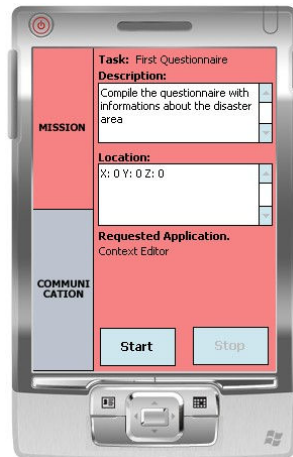 Task: First Questionnaire
Description:
Compile the questionnaire with
informations about the disaster
area
MISSION
Location:
X: 0 Y: 0 Z: 0
Requested Application.
Context Editor
COMMUNI
CATION
Start
Stop